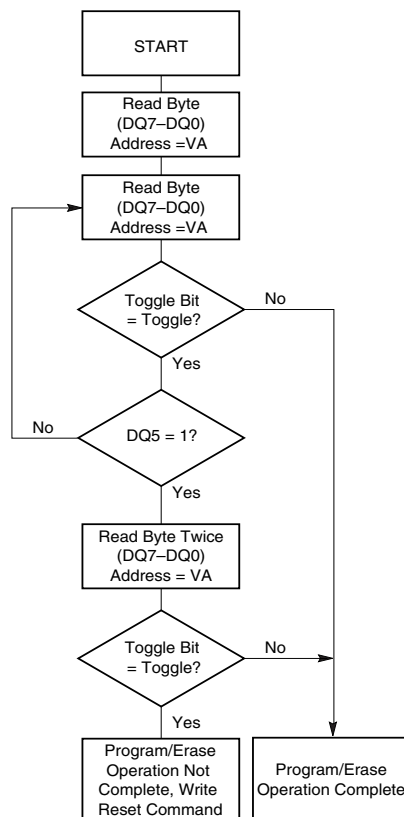 START
Read Byte
(DQ7–DQ0)
Address =VA
Read Byte
(DQ7–DQ0)
Address =VA
Toggle Bit
= Toggle?
No
Yes
No
DQ5 = 1?
Yes
Read Byte Twice
(DQ7–DQ0)
Address = VA
Toggle Bit
= Toggle?
No
Yes
Program/Erase
Operation Not
Complete, Write
Reset Command
Program/Erase
Operation Complete